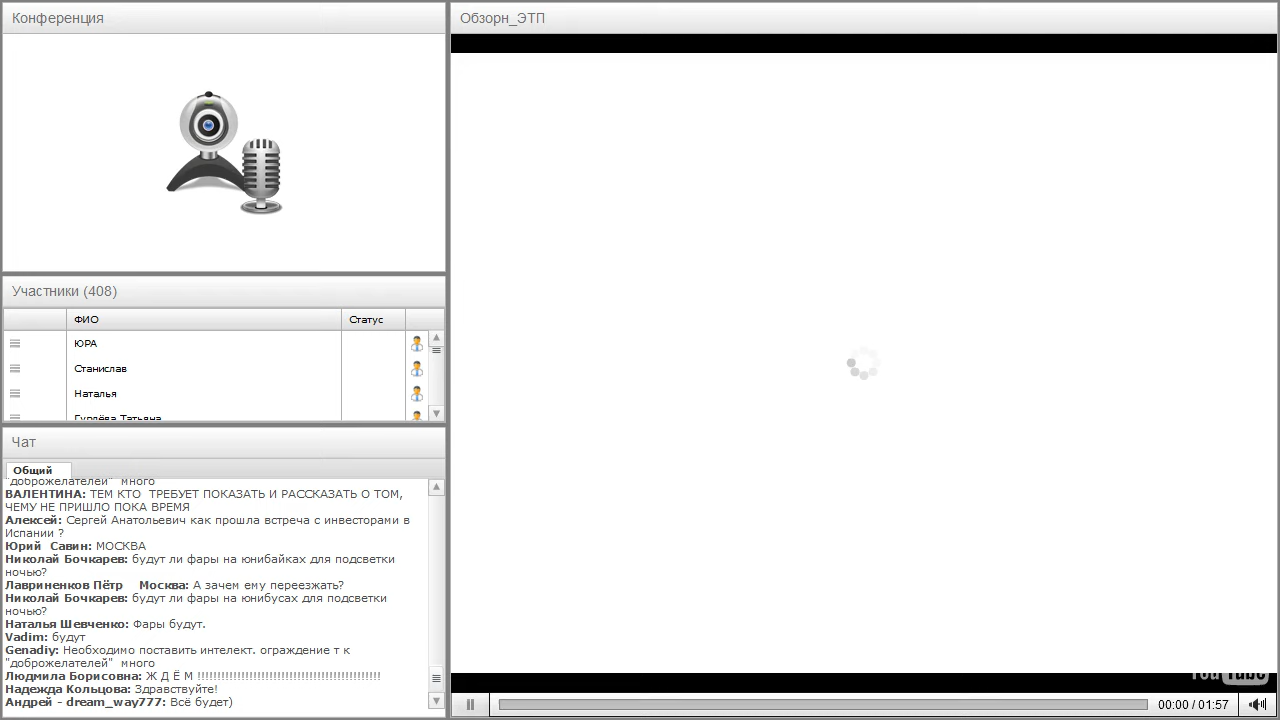 Конференция
Обзорн_ЭТП
Участники (408)
ФИО
Статус
ЮРА
Станислав
Наталья
Гурлёва Татьяна
Чат
Общий
"доброжелателей" много
ВАЛЕНТИНА: ТЕМ КТО ТРЕБУЕТ ПОКАЗАТЬ И РАССКАЗАТЬ О ТОМ,
ЧЕМУ НЕ ПРИШЛО ПОКА ВРЕМЯ
Алексей: Сергей Анатольевич как прошла встреча с инвесторами в
Испании ?
Юрий Савин: МОСКВА
Николай Бочкарев: будут ли фары на юнибайках для подсветки
ночью?
Лавриненков Пётр Москва: А зачем ему переезжать?
Николай Бочкарев: будут ли фары на юнибусах для подсветки
ночью?
Наталья Шевченко: Фары будут.
Vadim: будут
Genadiy: Необходимо поставить интелект. ограждение т к
"доброжелателей" много
Людмила Борисовна: Ж Д Ё М !!!!!!!!!!!!!!!!!!!!!!!!!!!!!!!!!!!!!!!!!!!!!!
Надежда Кольцова: Здравствуйте!
Андрей - dream_way777: Всё будет)
YouTube
00:00 / 01:57